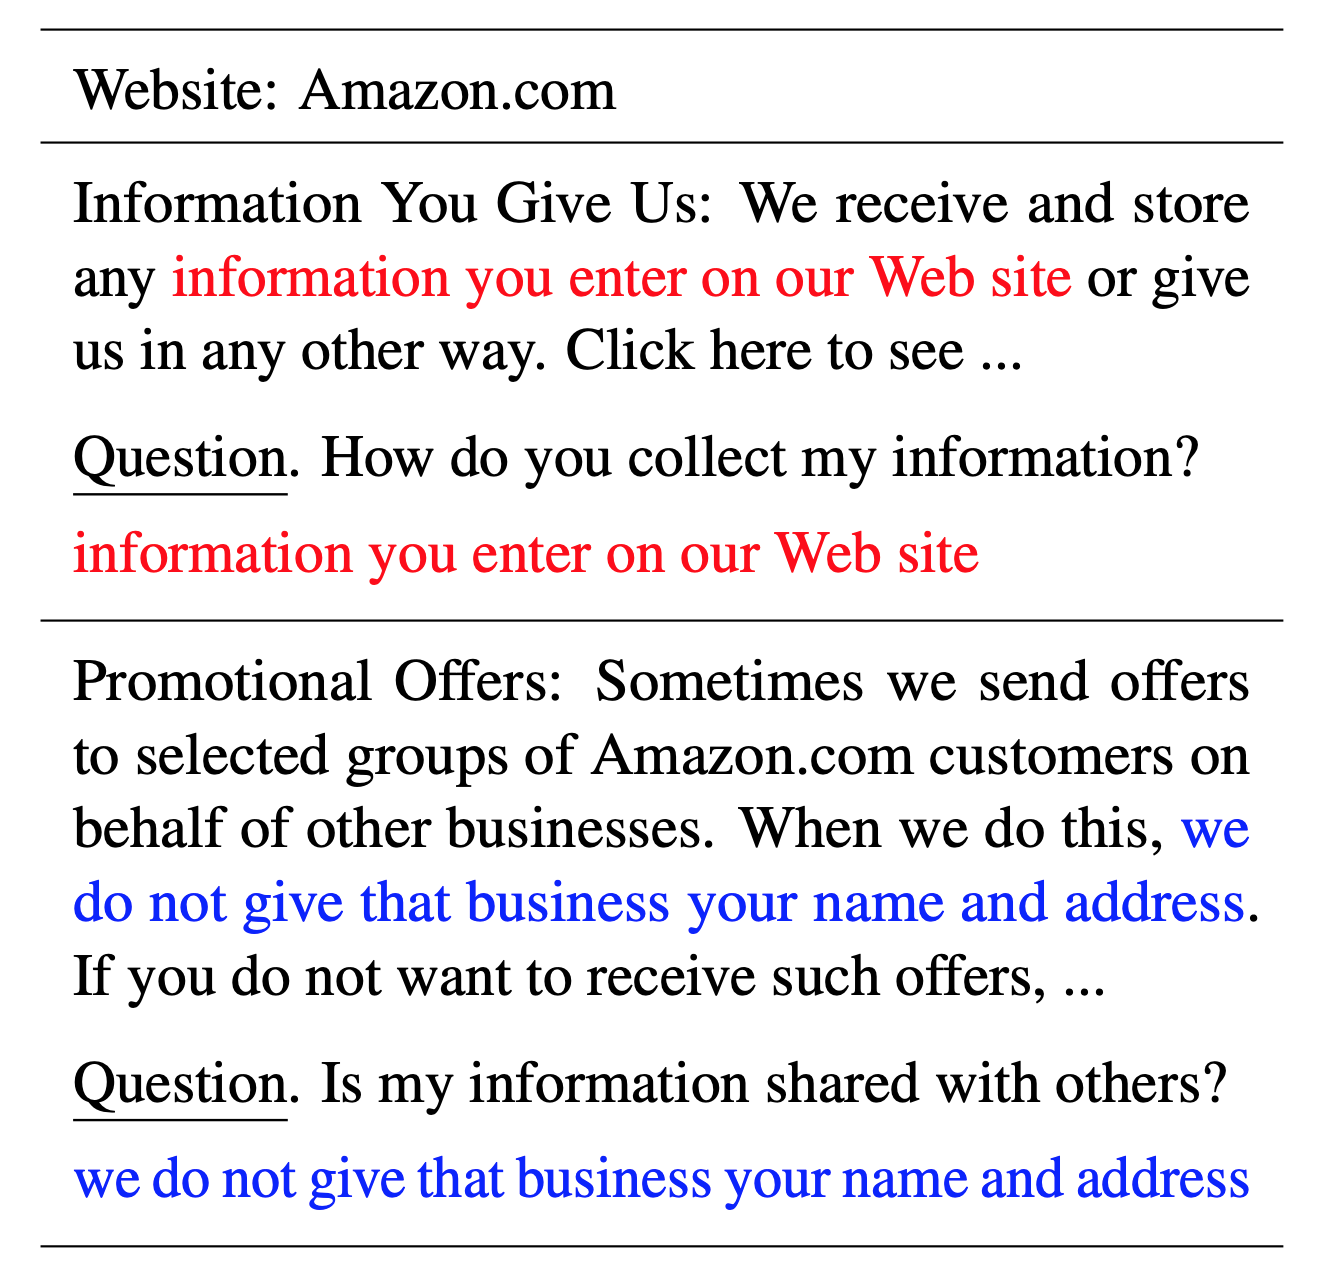 Website: Amazon.com
Information You Give Us: We receive and store
any information you enter on our Web site or give
us in any other way. Click here to see ...
Question. How do you collect my information?
information you enter on our Web site
Promotional Offers: Sometimes we send offers
to selected groups of Amazon.com customers on
behalf of other businesses. When we do this, we
do not give that business your name and address.
If you do not want to receive such offers, ...
Question. Is my information shared with others?
we do not give that business your name and address